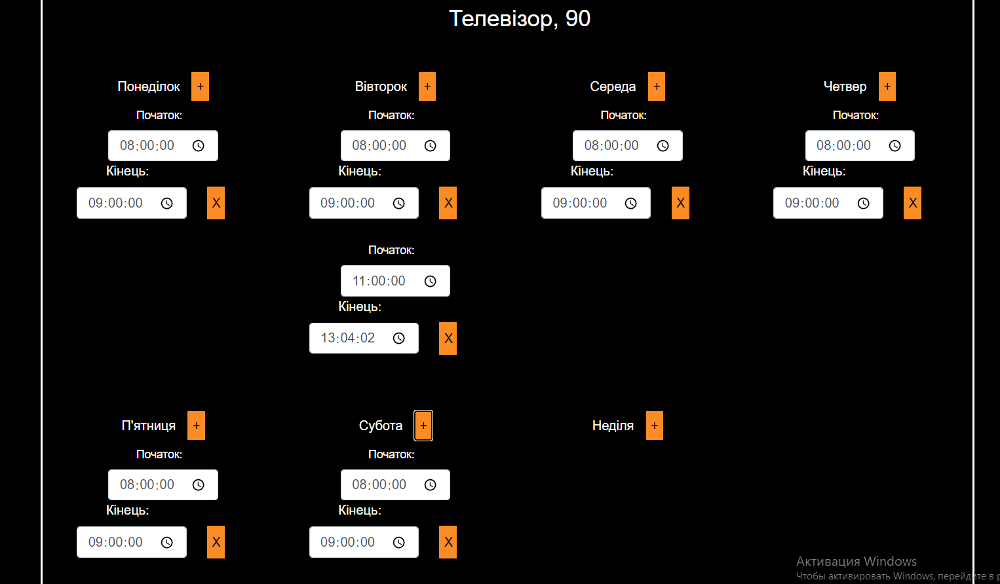 Телевізор, 90
Понеділок + Вівторок + Середа + Четвер +
Початок: Початок: Початок: Початок:
08:00:00 08:00:00 08:00:00 08:00:00
Кінець: Кінець: Кінець: Кінець:
09:00:00 X 09:00:00 X 09:00:00 X 09:00:00 X
Початок:
11:00:00
Кінець:
13:04:02 X
П'ятниця + Субота + Неділя +
Початок: Початок:
08:00:00 08:00:00
Кінець: Кінець:
09:00:00 X 09:00:00 X
Активация Windows
Чтобы активировать Windows, перейдите в